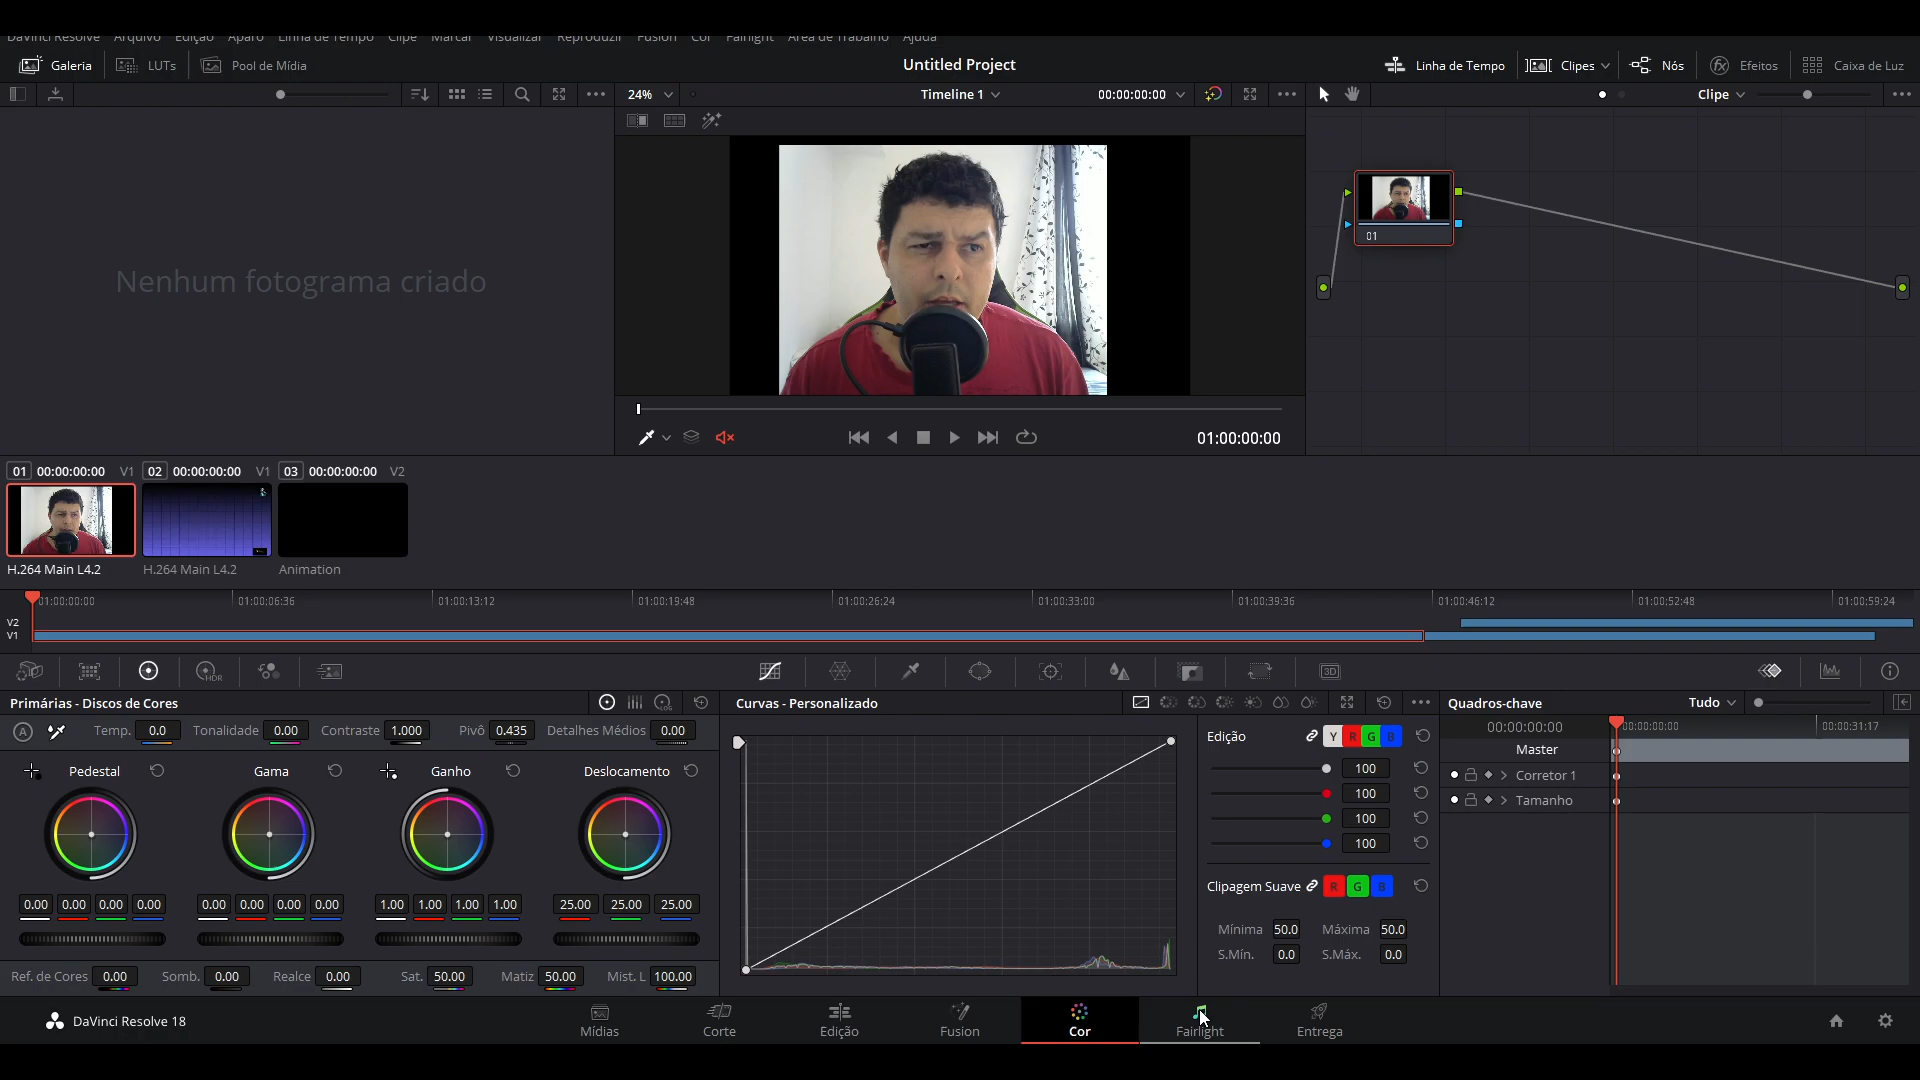 DaVinci Resolve Arquivo Edição Aparo Linha de Tempo Clipe Marcar Visualizar Reproduzir Fusion Cor Fairlight Área de Trabalho Ajuda
Galeria LUTs Pool de Mídia Untitled Project Linha de Tempo Clipes Nós Efeitos Caixa de Luz
24% Timeline 1 00:00:00:00 Clipe
Nenhum fotograma criado
01
01:00:00:00
01 00:00:00:00 V1 02 00:00:00:00 V1 03 00:00:00:00 V2
H.264 Main L4.2 H.264 Main L4.2 Animation
01:00:00:00 01:00:06:36 01:00:13:12 01:00:19:48 01:00:26:24 01:00:33:00 01:00:39:36 01:00:46:12 01:00:52:48 01:00:59:24
V2
V1
HDR 3D
Primárias - Discos de Cores LOG Curvas - Personalizado Quadros-chave Tudo
A Temp. 0.0 Tonalidade 0.00 Contraste 1.000 Pivô 0.435 Detalhes Médios 0.00
Pedestal Gama Ganho Deslocamento
0.00 0.00 0.00 0.00 0.00 0.00 0.00 0.00 1.00 1.00 1.00 1.00 25.00 25.00 25.00
Ref. de Cores 0.00 Somb. 0.00 Realce 0.00 Sat. 50.00 Matiz 50.00 Mist. L 100.00
Edição Y R G B
100
100
100
100
Clipagem Suave R G B
Mínima 50.0 Máxima 50.0
S.Mín. 0.0 S.Máx. 0.0
00:00:00:00 00:00:00:00 00:00:31:17
Master
Corretor 1
Tamanho
DaVinci Resolve 18 Mídias Corte Edição Fusion Cor Fairlight Entrega